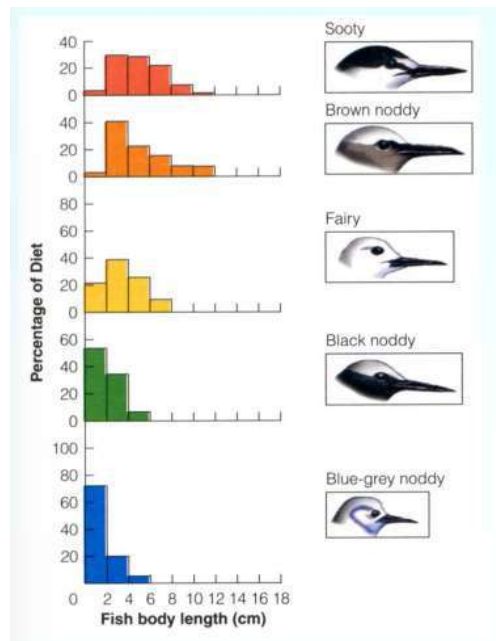 40
20
0
Sooty
40
20
0
Brown noddy
80
60
40
20
0
Fairy
60
40
20
0
Black noddy
100
80
60
40
20
Blue-grey noddy
Percentage of Diet
0 2 4 6 8 10 12 14 16 18
Fish body length (cm)